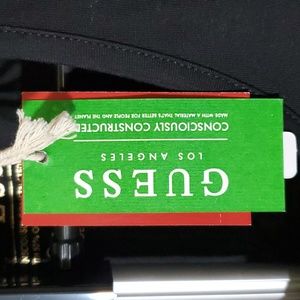 GUESS
LOS ANGELES
CONSCIOUSLY CONSTRUCTED
MADE WITH A MATERIAL THAT'S BETTER FOR PEOPLE AND THE PLANET